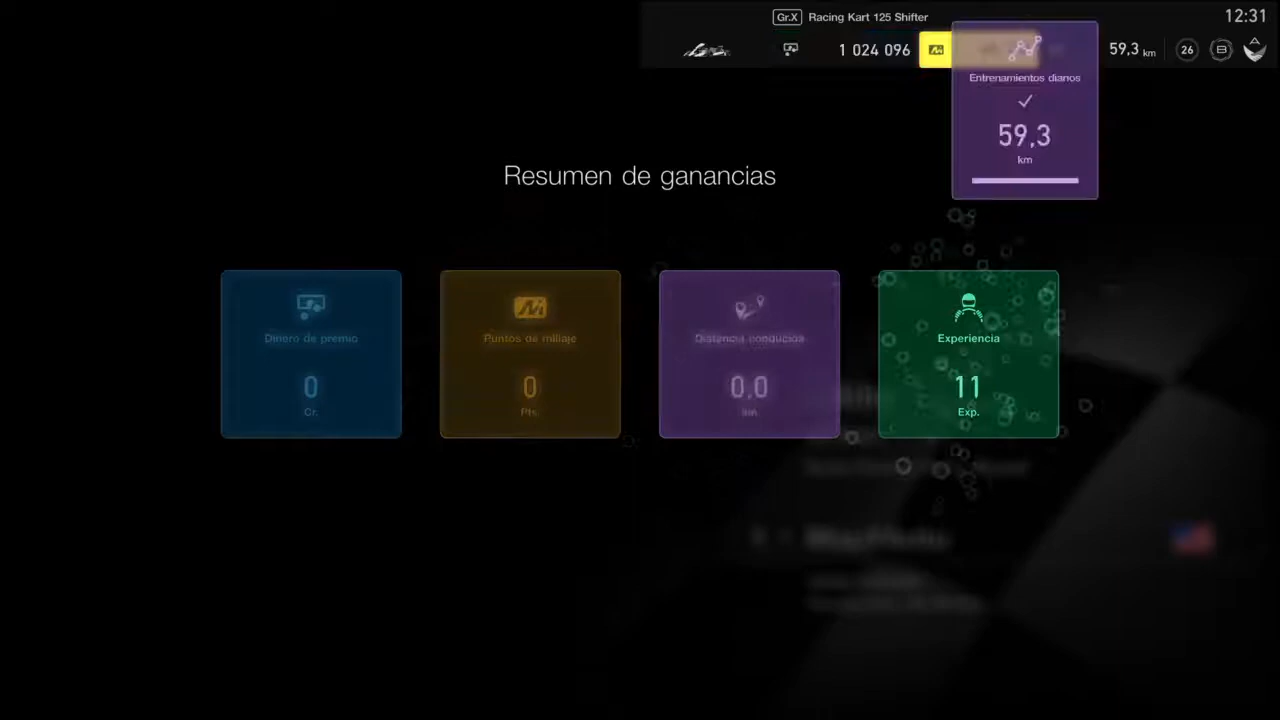 Gr.X Racing Kart 125 Shifter
12:31
1 024 096
59,3 km
26
B
Entrenamientos diarios
59,3
km
Resumen de ganancias
Dinero de premio
0
Cr.
Puntos de millaje
0
Pts.
Distancia conducida
0.0
km
Experiencia
11
Exp.